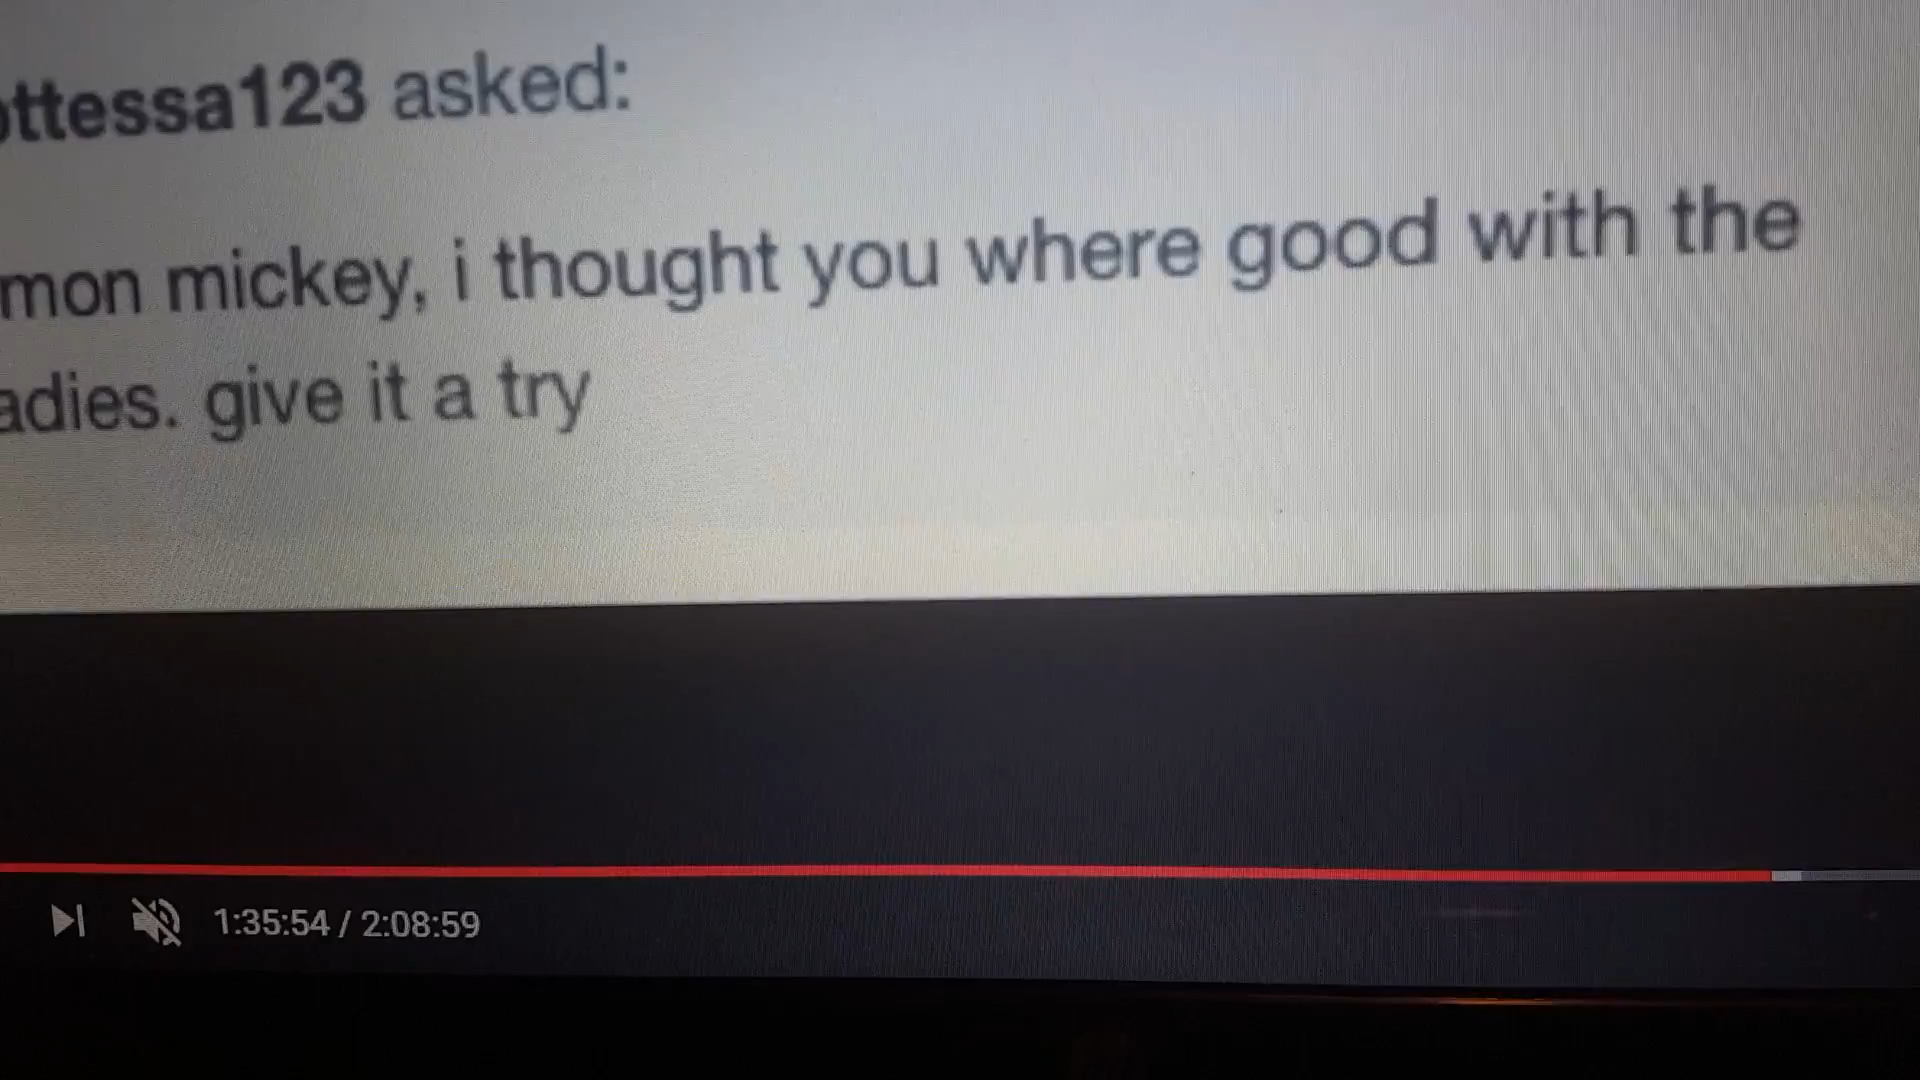 ottessa123 asked:
mon mickey, i thought you where good with the
adies. give it a try
1:35:54 / 2:08:59